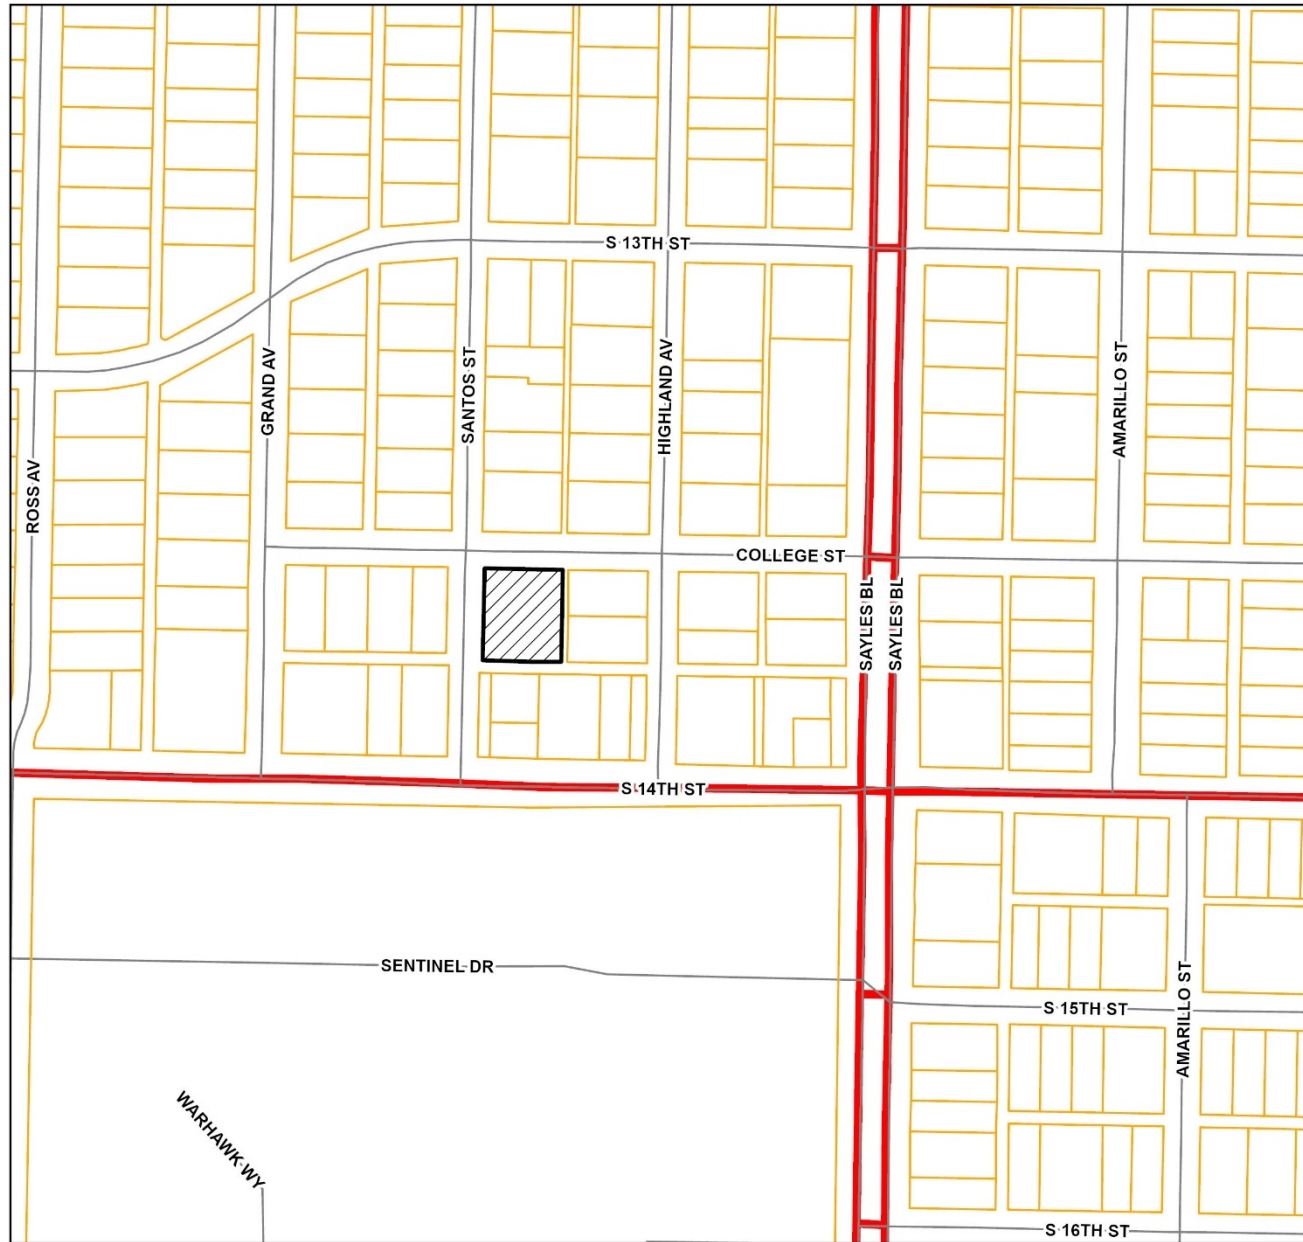 S 13TH ST
GRAND AV
SANTOS ST
HIGHLAND AV
AMARILLO ST
ROSS AV
COLLEGE ST
SAYLES BL
SAYLES BL
S 14TH ST
SENTINEL DR
S 15TH ST
AMARILLO ST
WARHAWK WY
S 16TH ST